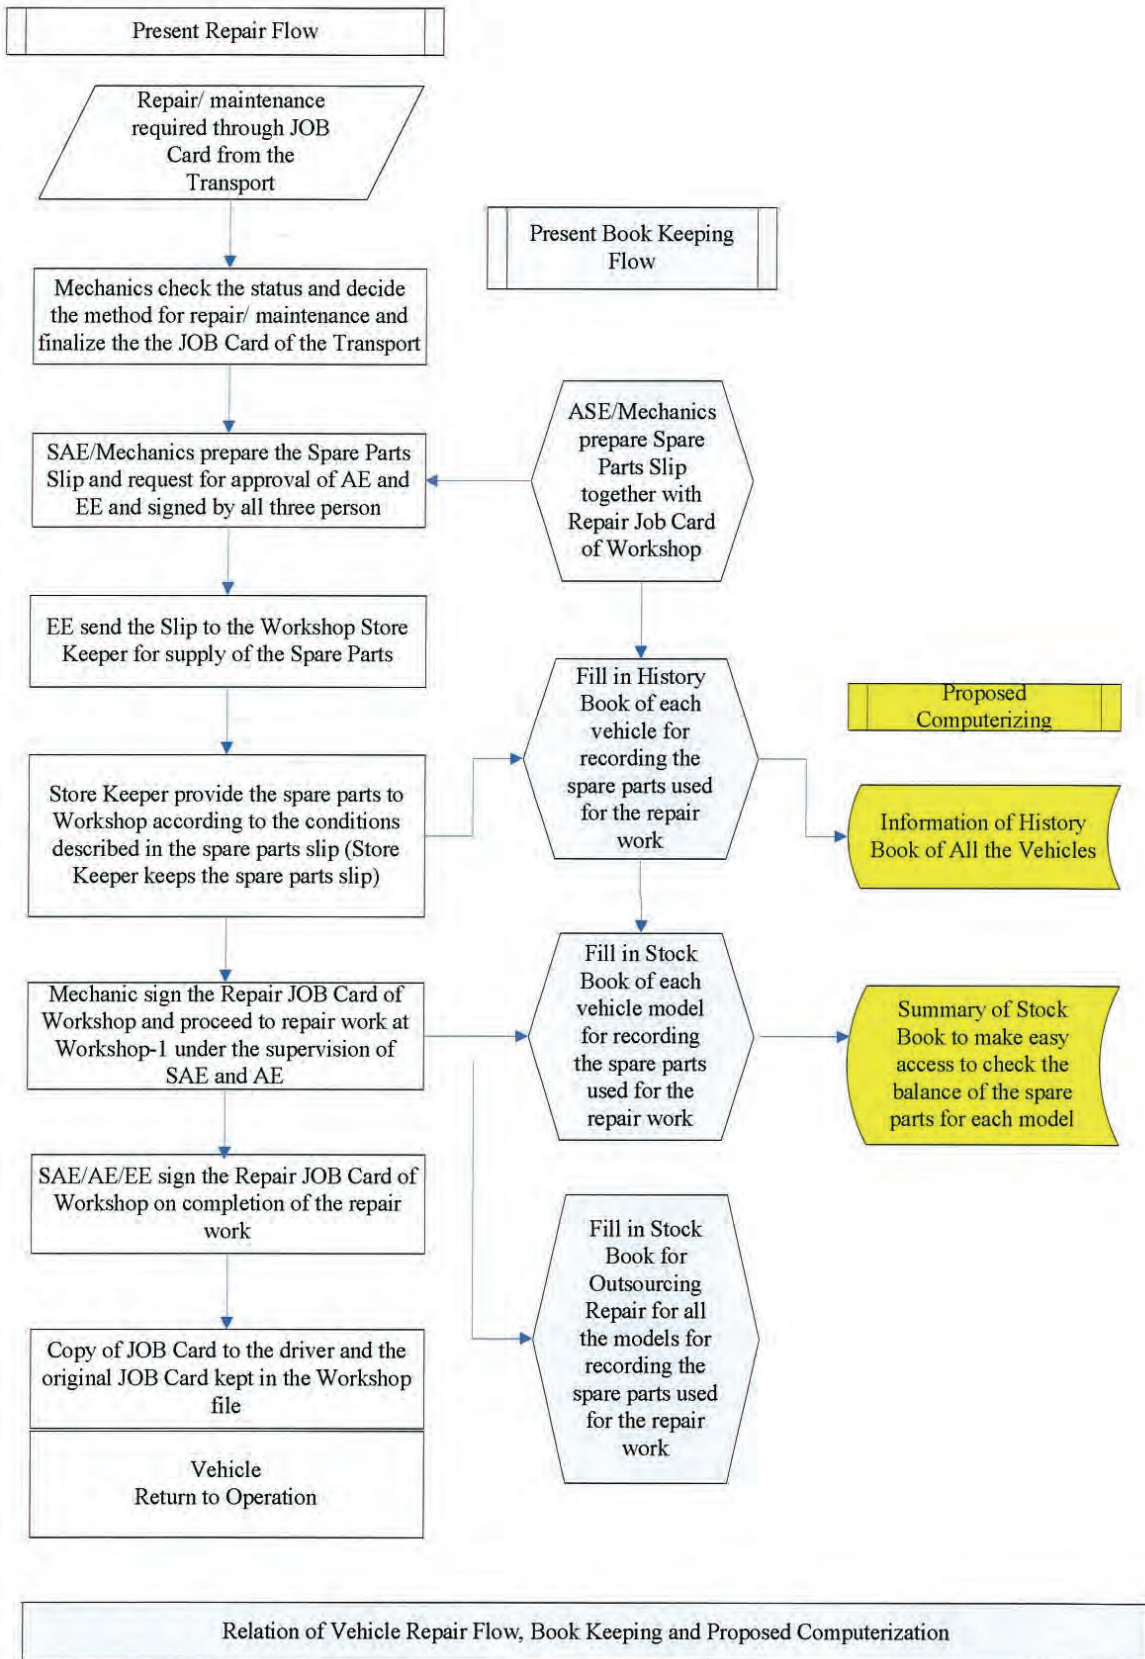 Present Repair Flow
Repair/ maintenance
required through JOB
Card from the
Transport
Mechanics check the status and decide
the method for repair/ maintenance and
finalize the the JOB Card of the Transport
SAE/Mechanics prepare the Spare Parts
Slip and request for approval of AE and
EE and signed by all three person
EE send the Slip to the Workshop Store
Keeper for supply of the Spare Parts
Store Keeper provide the spare parts to
Workshop according to the conditions
described in the spare parts slip (Store
Keeper keeps the spare parts slip)
Mechanic sign the Repair JOB Card of
Workshop and proceed to repair work at
Workshop-1 under the supervision of
SAE and AE
SAE/AE/EE sign the Repair JOB Card of
Workshop on completion of the repair
work
Copy of JOB Card to the driver and the
original JOB Card kept in the Workshop
file
Vehicle
Return to Operation
Present Book Keeping
Flow
ASE/Mechanics
prepare Spare
Parts Slip
together with
Repair Job Card
of Workshop
Fill in History
Book of each
vehicle for
recording the
spare parts used
for the repair
work
Fill in Stock
Book of each
vehicle model
for recording
the spare parts
used for the
repair work
Fill in Stock
Book for
Outsourcing
Repair for all
the models for
recording the
spare parts used
for the repair
work
Proposed
Computerizing
Information of History
Book of All the Vehicles
Summary of Stock
Book to make easy
access to check the
balance of the spare
parts for each model
Relation of Vehicle Repair Flow, Book Keeping and Proposed Computerization